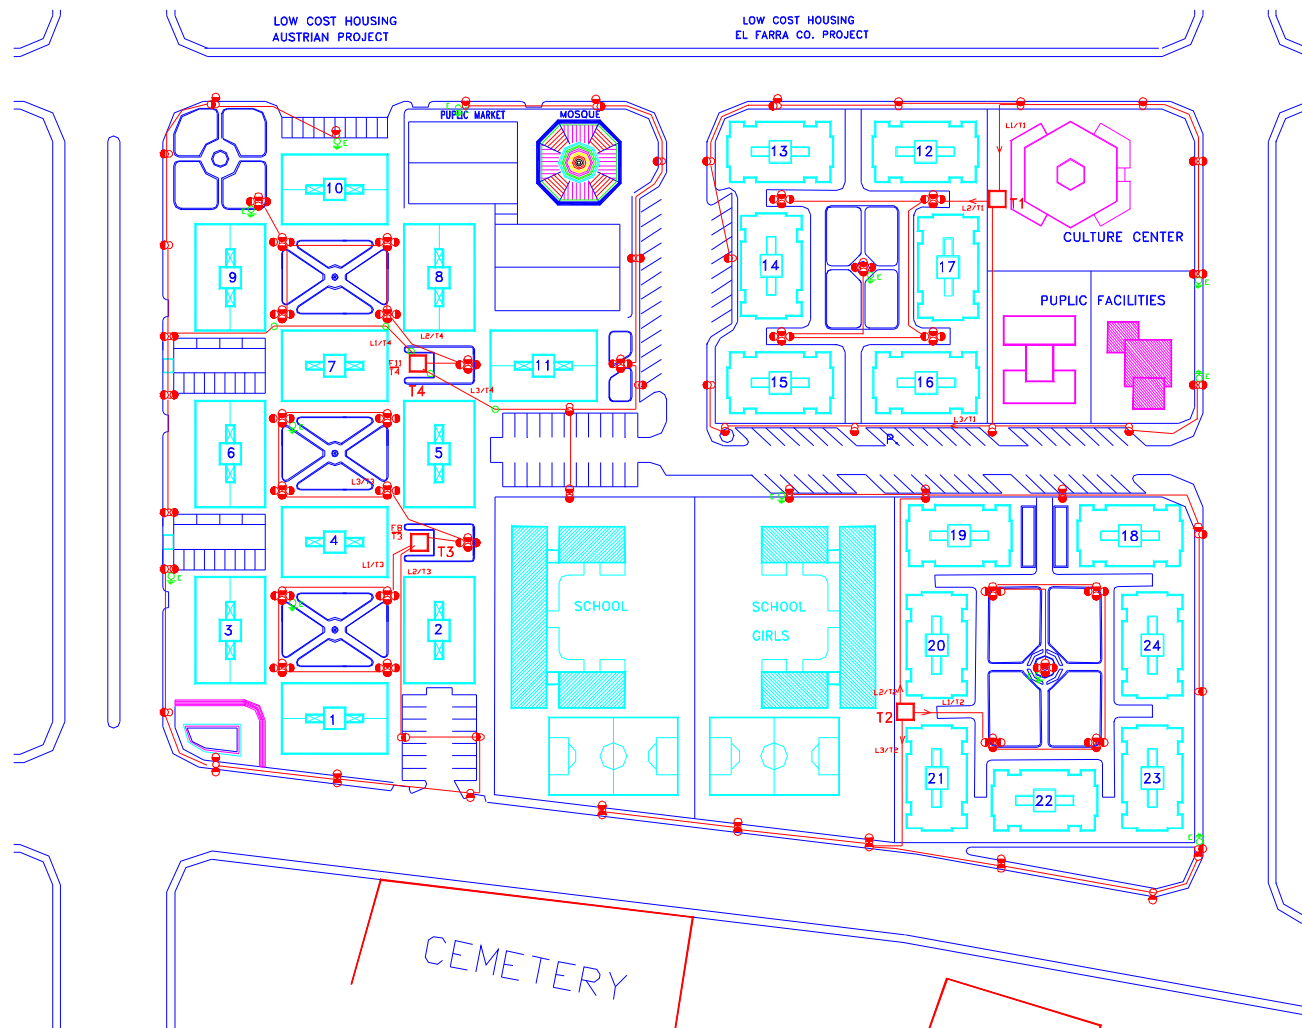 LOW COST HOUSING
AUSTRIAN PROJECT
LOW COST HOUSING
EL FARRA CO. PROJECT
PUPLIC MARKET
MOSQUE
E
E
10
9
8
7
11
L1/T4
L2/T4
L3/T4
T4
T4
6
5
L3/T3
4
F8
T3
T3
L1/T3
L2/T3
3
2
1
13
12
L1/T1
T1
L2/T1
CULTURE CENTER
14
17
E
E
PUPLIC FACILITIES
15
16
L3/T1
P.
E
19
18
SCHOOL
SCHOOL
GIRLS
20
24
L2/T2
L1/T2
T2
L3/T2
21
22
23
E
CEMETERY